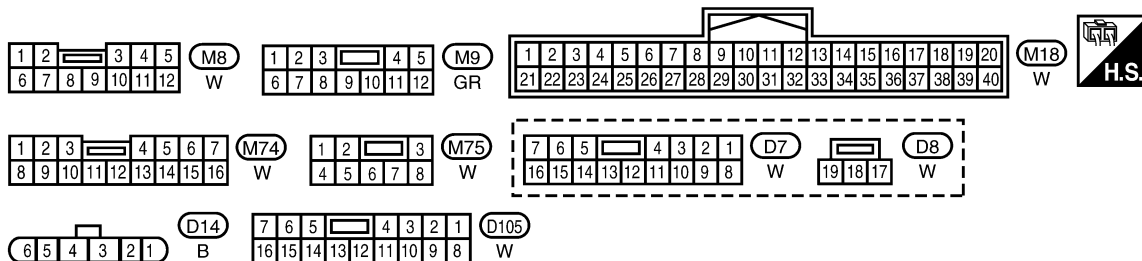 1 2 3 4 5 M8
6 7 8 9 10 11 12 W
1 2 3 4 5 M9
6 7 8 9 10 11 12 GR
1 2 3 4 5 6 7 8 9 10 11 12 13 14 15 16 17 18 19 20 M18
21 22 23 24 25 26 27 28 29 30 31 32 33 34 35 36 37 38 39 40 W
H.S.
1 2 3 4 5 6 7 M74
8 9 10 11 12 13 14 15 16 W
1 2 3 M75
4 5 6 7 8 W
7 6 5 4 3 2 1 D7
16 15 14 13 12 11 10 9 8 W
D8
19 18 17 W
D14
6 5 4 3 2 1 B
7 6 5 4 3 2 1 D105
16 15 14 13 12 11 10 9 8 W